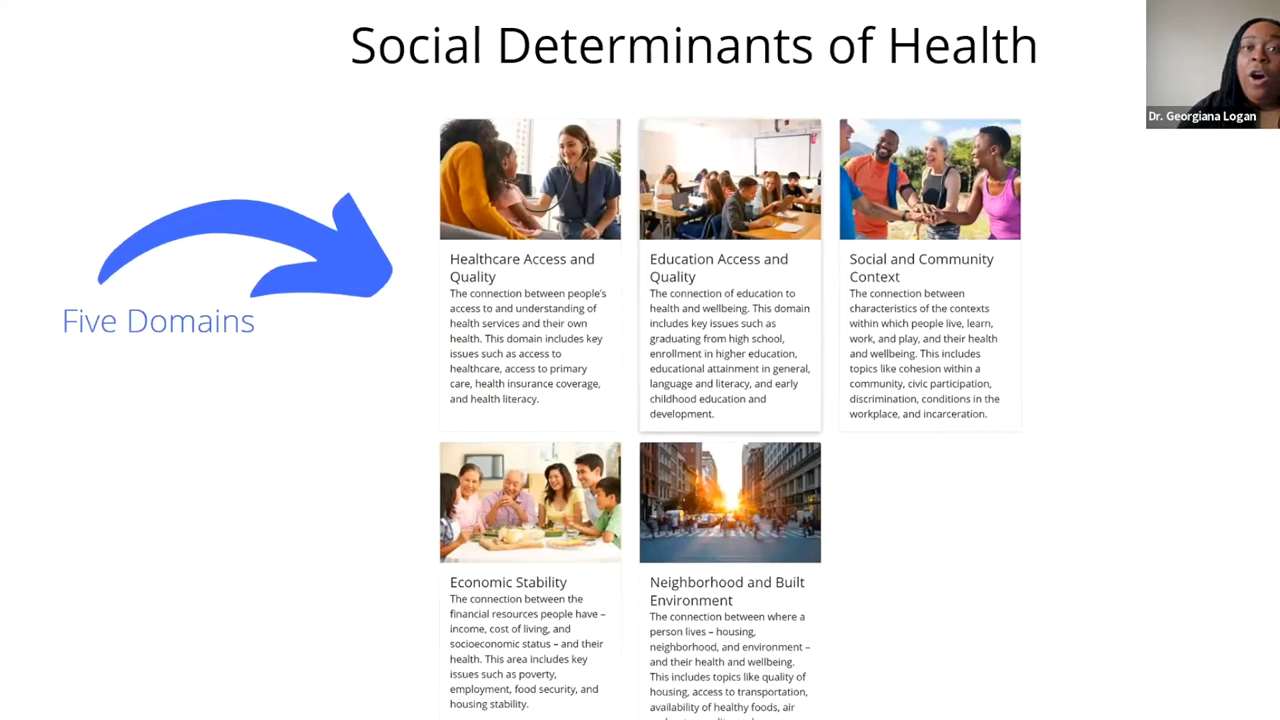 Social Determinants of Health
Dr. Georgiana Logan
Five Domains
Healthcare Access and
Quality
The connection between people's
access to and understanding of
health services and their own
health. This domain includes key
issues such as access to
healthcare, access to primary
care, health insurance coverage,
and health literacy.
Education Access and
Quality
The connection of education to
health and wellbeing. This domain
includes key issues such as
graduating from high school,
enrollment in higher education,
educational attainment in general,
language and literacy, and early
childhood education and
development.
Social and Community
Context
The connection between
characteristics of the contexts
within which people live, learn,
work, and play, and their health
and wellbeing. This includes
topics like cohesion within a
community, civic participation,
discrimination, conditions in the
workplace, and incarceration.
Economic Stability
The connection between the
financial resources people have –
income, cost of living, and
socioeconomic status – and their
health. This area includes key
issues such as poverty,
employment, food security, and
housing stability.
Neighborhood and Built
Environment
The connection between where a
person lives – housing,
neighborhood, and environment –
and their health and wellbeing.
This includes topics like quality of
housing, access to transportation,
availability of healthy foods, air